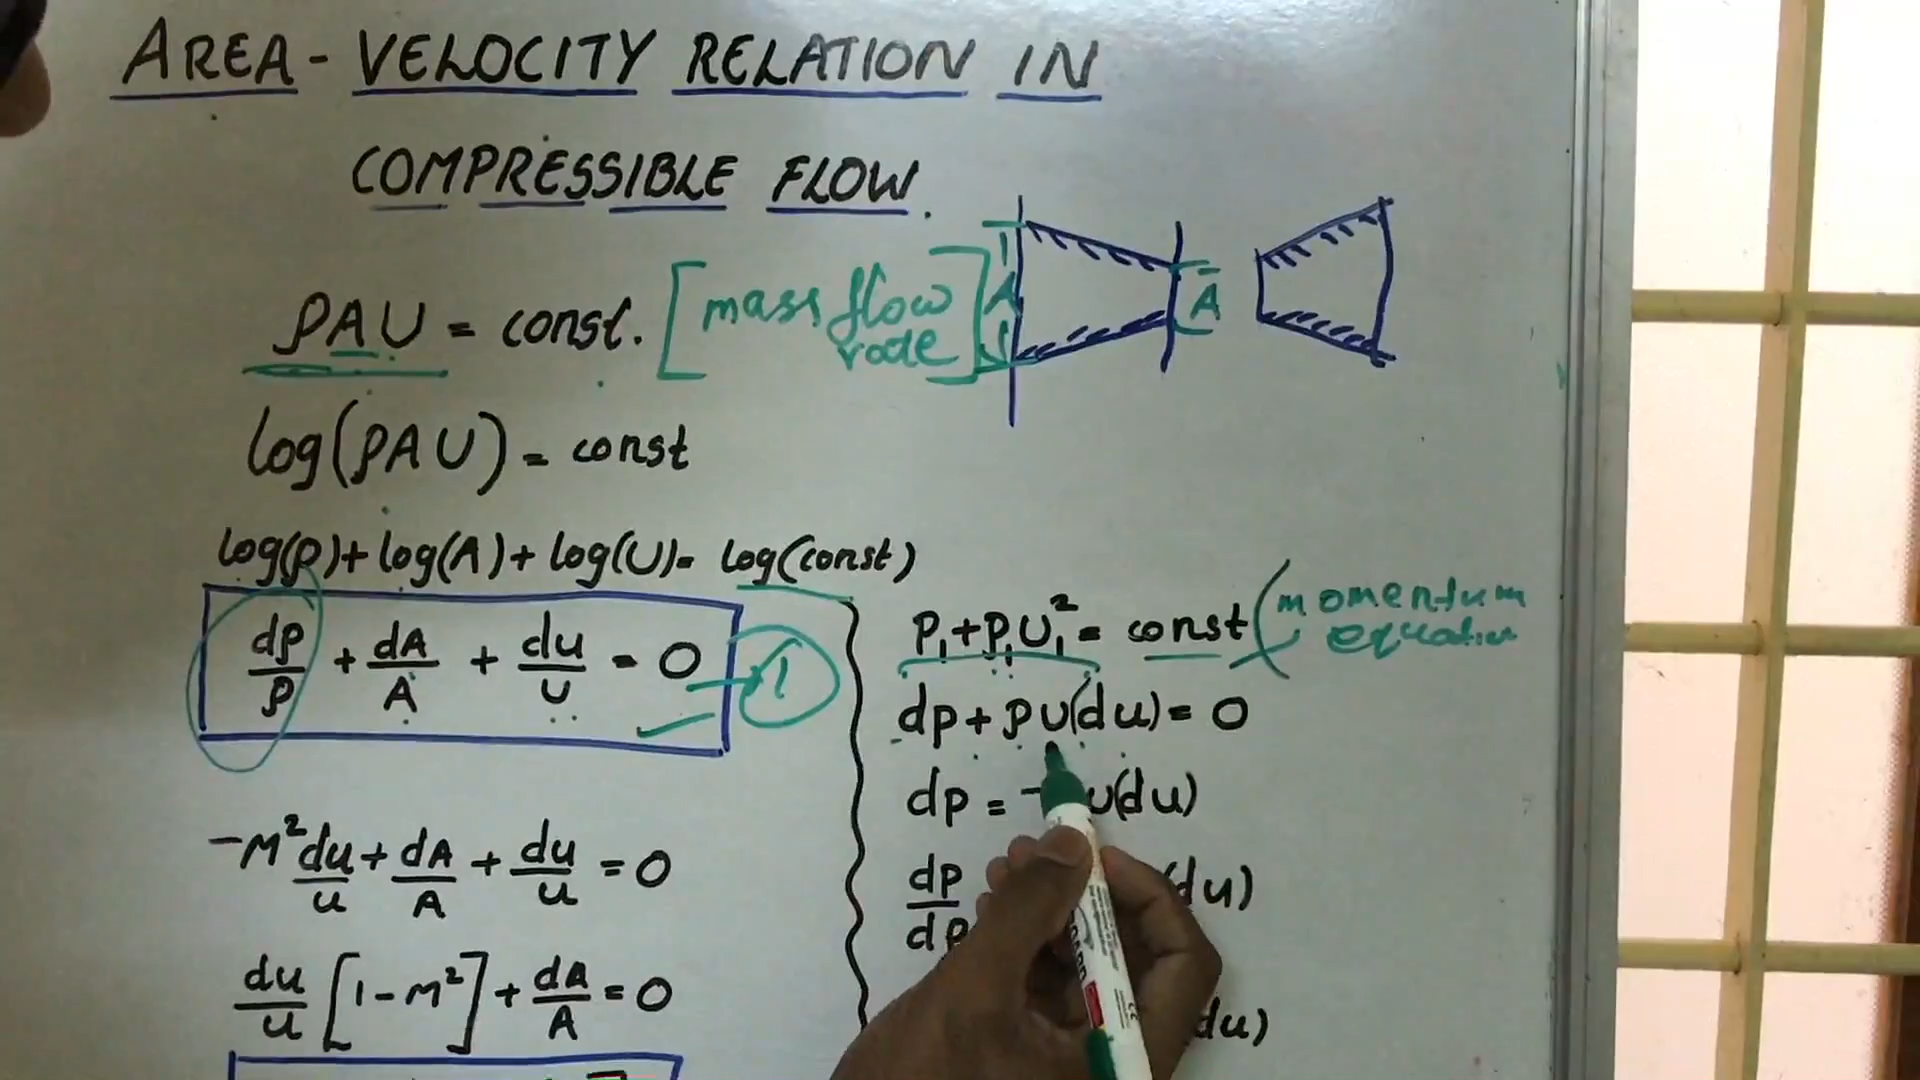 AREA-VELOCITY RELATION IN
COMPRESSIBLE FLOW.
ρAU = const. [mass flow
rate]
A
A
log(ρAU) = const
log(ρ)+log(A)+log(U)= log(const)
dρ/ρ + dA/A + du/U = 0
1
-M² du/u + dA/A + du/u = 0
du/u [1-M²] + dA/A = 0
P₁+ρ₁U₁² = const (momentum
equation
dp + ρU(du) = 0
dp = - U(du)
dp
dρ
(du)
du)